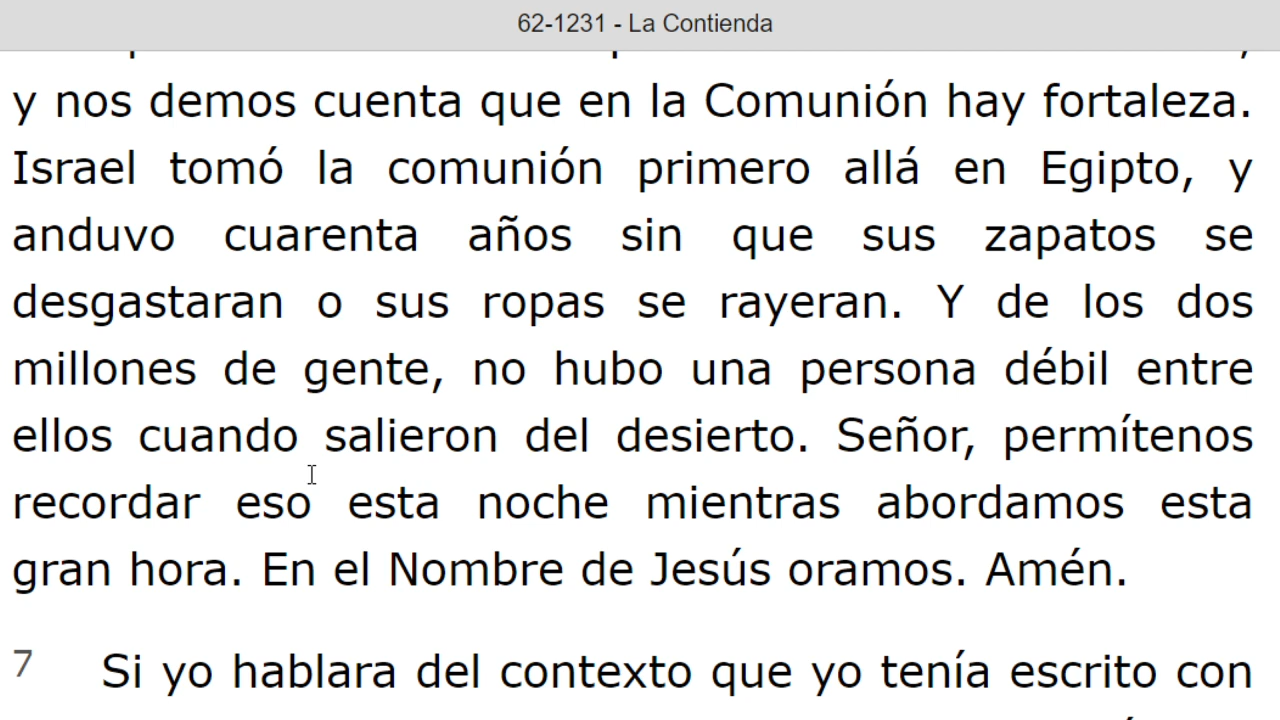 62-1231 - La Contienda
y nos demos cuenta que en la Comunión hay fortaleza.
Israel tomó la comunión primero allá en Egipto, y
anduvo cuarenta años sin que sus zapatos se
desgastaran o sus ropas se rayeran. Y de los dos
millones de gente, no hubo una persona débil entre
ellos cuando salieron del desierto. Señor, permítenos
recordar eso esta noche mientras abordamos esta
gran hora. En el Nombre de Jesús oramos. Amén.
7 Si yo hablara del contexto que yo tenía escrito con